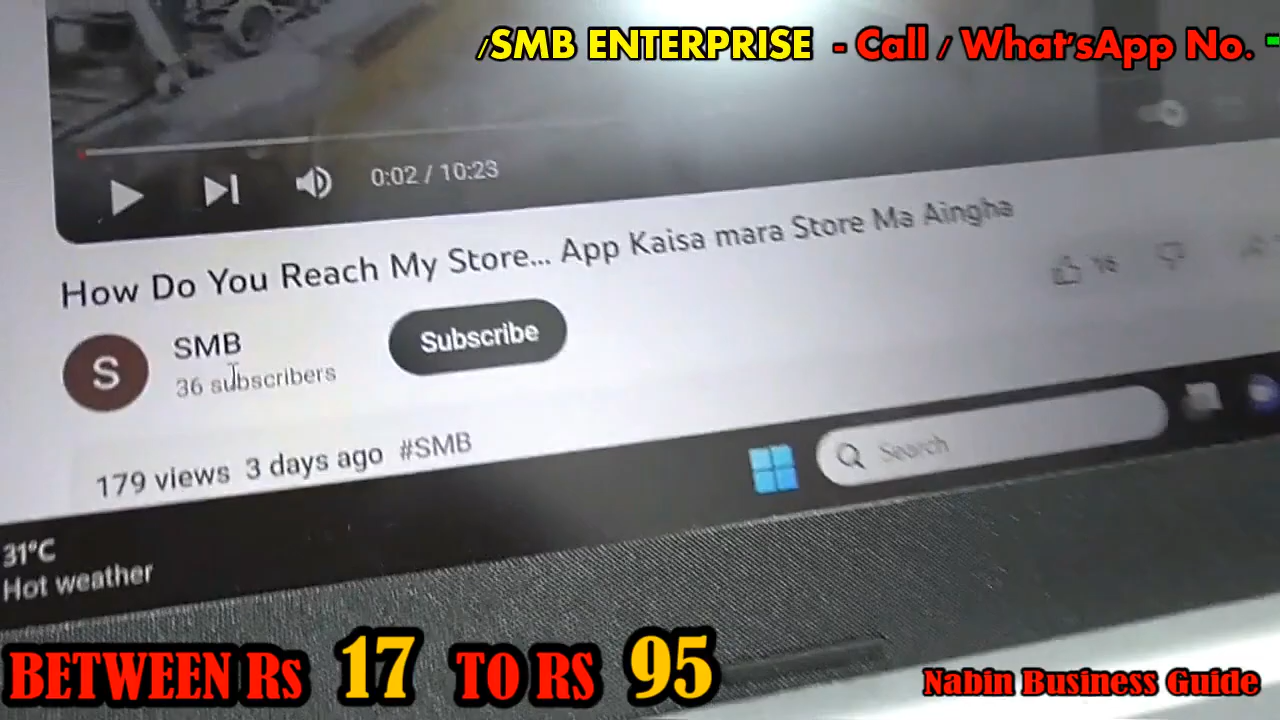 /SMB ENTERPRISE - Call / What'sApp No. -
0:02 / 10:23
How Do You Reach My Store... App Kaisa mara Store Ma Aingha
16
S
SMB
36 subscribers
Subscribe
179 views 3 days ago #SMB
Search
31°C
Hot weather
BETWEEN Rs 17 TO RS 95
Nabin Business Guide